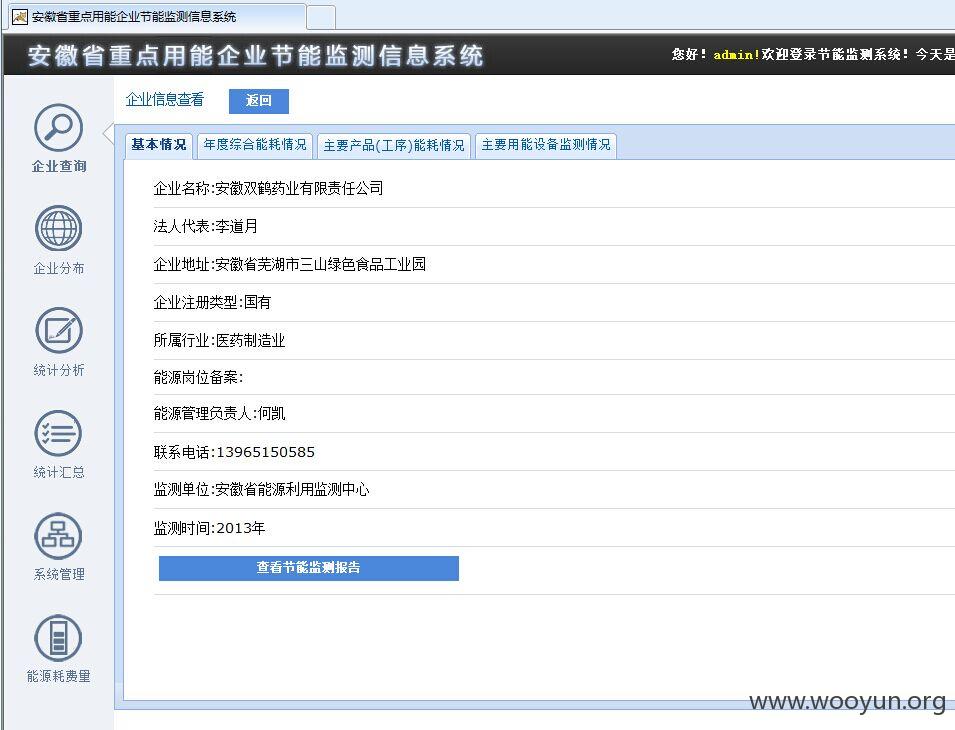 安徽省重点用能企业节能监测信息系统
安徽省重点用能企业节能监测信息系统
您好！admin!欢迎登录节能监测系统！今天是
企业信息查看 返回
基本情况 年度综合能耗情况 主要产品(工序)能耗情况 主要用能设备监测情况
企业查询
企业分布
统计分析
统计汇总
系统管理
能源耗费量
企业名称:安徽双鹤药业有限责任公司
法人代表:李道月
企业地址:安徽省芜湖市三山绿色食品工业园
企业注册类型:国有
所属行业:医药制造业
能源岗位备案:
能源管理负责人:何凯
联系电话:13965150585
监测单位:安徽省能源利用监测中心
监测时间:2013年
查看节能监测报告
www.wooyun.org